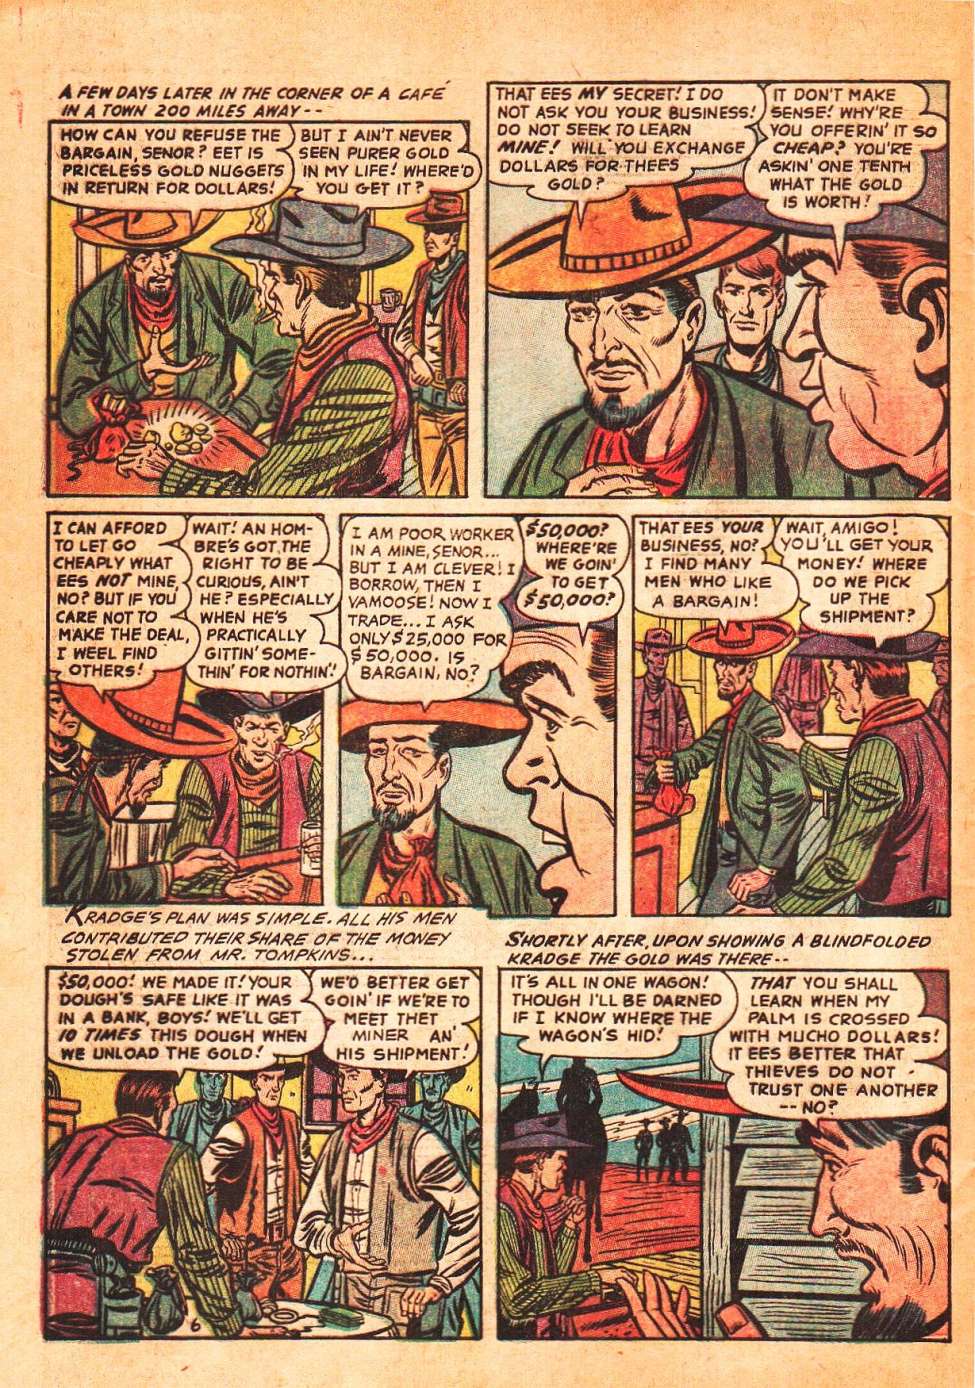 A FEW DAYS LATER IN THE CORNER OF A CAFÉ
IN A TOWN 200 MILES AWAY--
HOW CAN YOU REFUSE THE
BARGAIN, SENOR? EET IS
PRICELESS GOLD NUGGETS
IN RETURN FOR DOLLARS!
BUT I AIN'T NEVER
SEEN PURER GOLD
IN MY LIFE! WHERE'D
YOU GET IT?
THAT EES MY SECRET! I DO
NOT ASK YOU YOUR BUSINESS!
DO NOT SEEK TO LEARN
MINE! WILL YOU EXCHANGE
DOLLARS FOR THEES
GOLD?
IT DON'T MAKE
SENSE! WHY'RE
YOU OFFERIN' IT SO
CHEAP? YOU'RE
ASKIN' ONE TENTH
WHAT THE GOLD
IS WORTH!
I CAN AFFORD
TO LET GO
CHEAPLY WHAT
EES NOT MINE,
NO? BUT IF YOU
CARE NOT TO
MAKE THE DEAL,
I WEEL FIND
OTHERS!
WAIT! AN HOM-
BRE'S GOT THE
RIGHT TO BE
CURIOUS, AIN'T
HE? ESPECIALLY
WHEN HE'S
PRACTICALLY
GITTIN' SOME-
THIN' FOR NOTHIN'!
I AM POOR WORKER
IN A MINE, SENOR...
BUT I AM CLEVER! I
BORROW, THEN I
VAMOOSE! NOW I
TRADE... I ASK
ONLY $25,000 FOR
$50,000. IS
BARGAIN, NO?
$50,000?
WHERE'RE
WE GOIN'
TO GET
$50,000?
THAT EES YOUR
BUSINESS, NO?
I FIND MANY
MEN WHO LIKE
A BARGAIN!
WAIT, AMIGO!
YOU'LL GET YOUR
MONEY! WHERE
DO WE PICK
UP THE
SHIPMENT?
KRADGE'S PLAN WAS SIMPLE. ALL HIS MEN
CONTRIBUTED THEIR SHARE OF THE MONEY
STOLEN FROM MR. TOMPKINS...
$50,000! WE MADE IT! YOUR
DOUGH'S SAFE LIKE IT WAS
IN A BANK, BOYS! WE'LL GET
10 TIMES THIS DOUGH WHEN
WE UNLOAD THE GOLD!
WE'D BETTER GET
GOIN' IF WE'RE TO
MEET THET
MINER AN'
HIS SHIPMENT!
6
SHORTLY AFTER, UPON SHOWING A BLINDFOLDED
KRADGE THE GOLD WAS THERE--
IT'S ALL IN ONE WAGON!
THOUGH I'LL BE DARNED
IF I KNOW WHERE THE
WAGON'S HID!
THAT YOU SHALL
LEARN WHEN MY
PALM IS CROSSED
WITH MUCHO DOLLARS!
IT EES BETTER THAT
THIEVES DO NOT
TRUST ONE ANOTHER
-- NO?